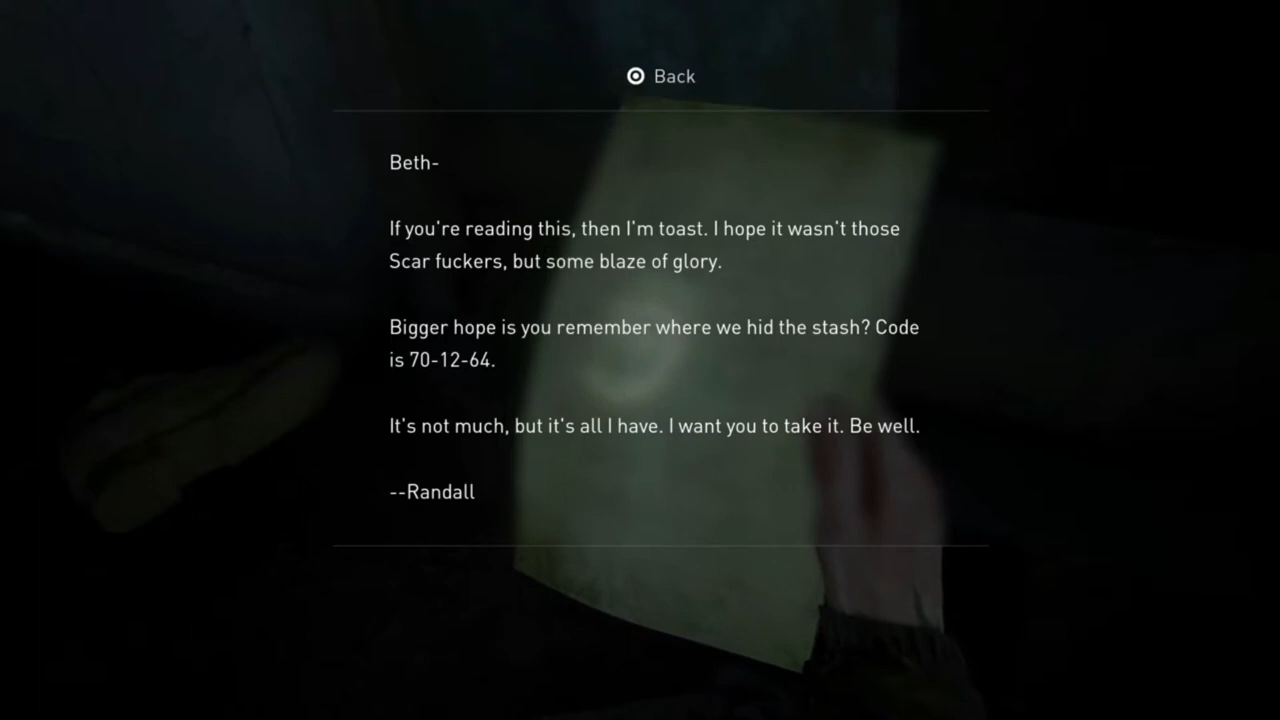 Back
Beth-
If you're reading this, then I'm toast. I hope it wasn't those
Scar fuckers, but some blaze of glory.
Bigger hope is you remember where we hid the stash? Code
is 70-12-64.
It's not much, but it's all I have. I want you to take it. Be well.
--Randall